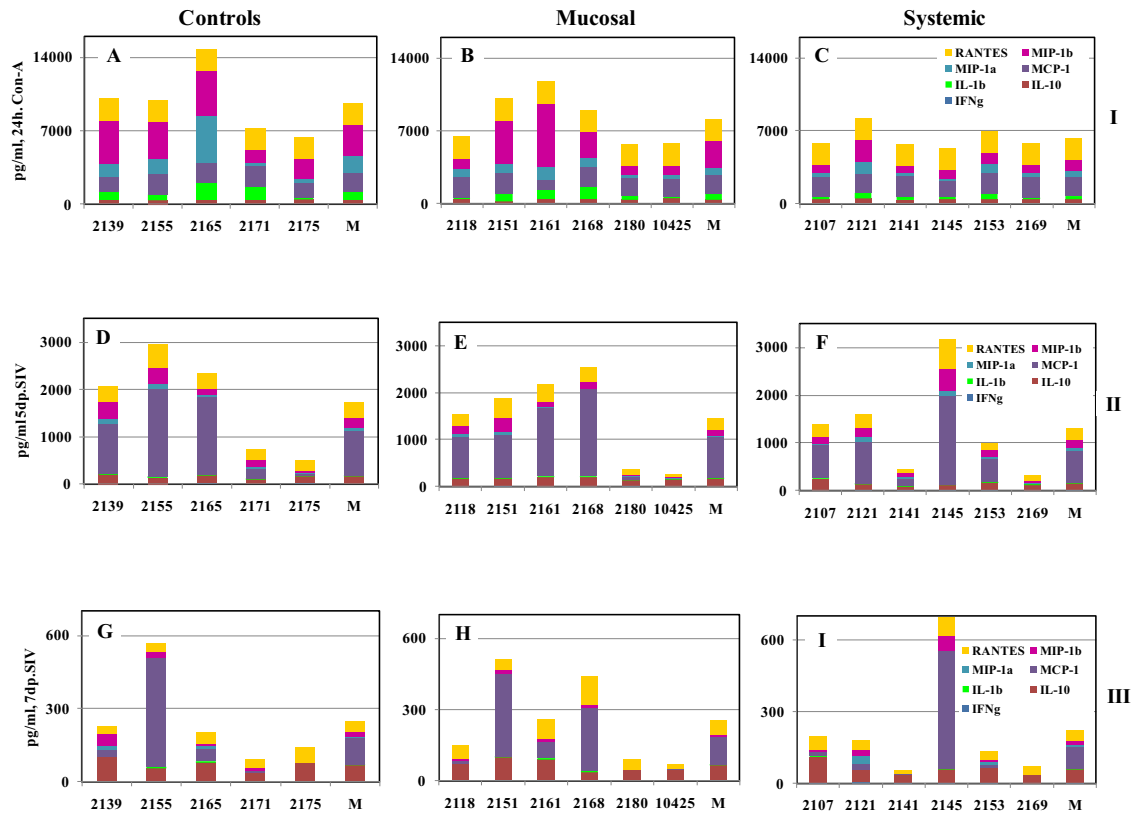 Controls Mucosal Systemic
pg/ml, 24h. Con-A
14000
7000
0
A
2139 2155 2165 2171 2175 M
14000
7000
0
B
2118 2151 2161 2168 2180 10425 M
14000
7000
0
C
RANTES MIP-1b
MIP-1a MCP-1
IL-1b IL-10
IFNg
2107 2121 2141 2145 2153 2169 M
I
pg/ml15dp.SIV
3000
2000
1000
0
D
2139 2155 2165 2171 2175 M
3000
2000
1000
0
E
2118 2151 2161 2168 2180 10425 M
3000
2000
1000
0
F
RANTES MIP-1b
MIP-1a MCP-1
IL-1b IL-10
IFNg
2107 2121 2141 2145 2153 2169 M
II
pg/ml, 7dp.SIV
600
300
0
G
2139 2155 2165 2171 2175 M
600
300
0
H
2118 2151 2161 2168 2180 10425 M
600
300
0
I
RANTES MIP-1b
MIP-1a MCP-1
IL-1b IL-10
IFNg
2107 2121 2141 2145 2153 2169 M
III